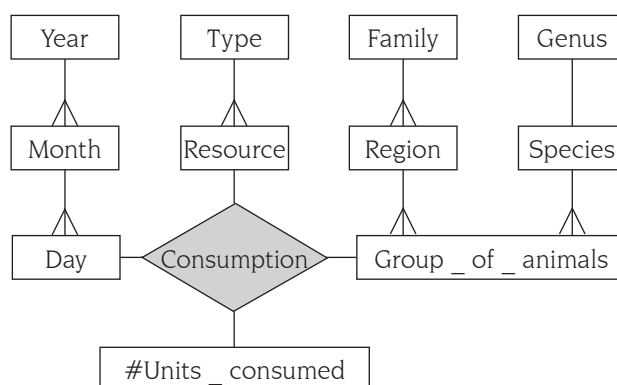 Year Type Family Genus
Month Resource Region Species
Day Consumption Group _ of _ animals
#Units _ consumed